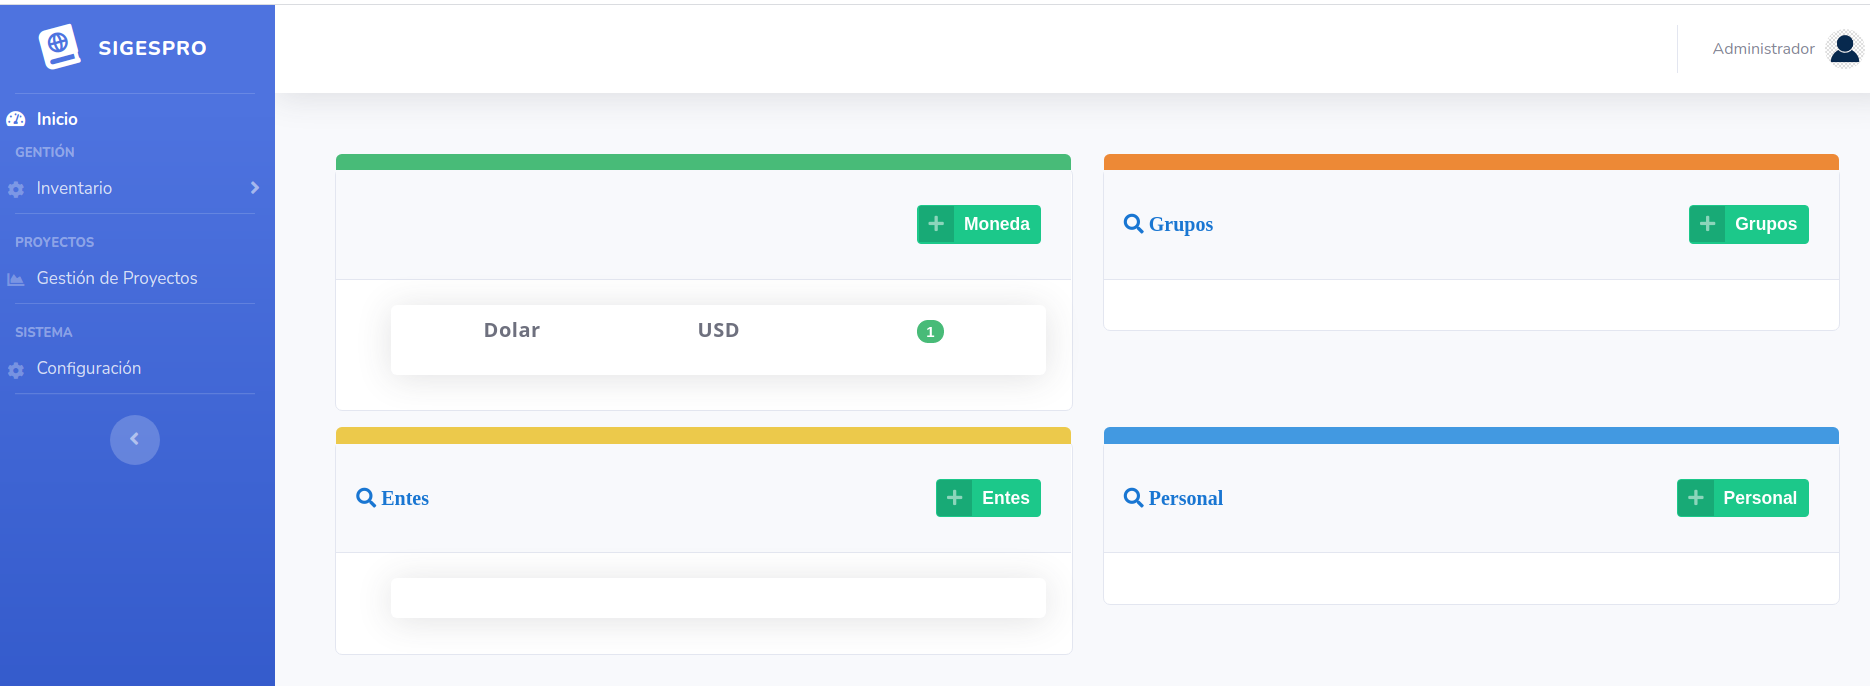 SIGESPRO
Administrador
Inicio
GENTIÓN
Inventario
PROYECTOS
Gestión de Proyectos
SISTEMA
Configuración
Moneda
Dolar USD 1
Grupos Grupos
Entes Entes
Personal Personal